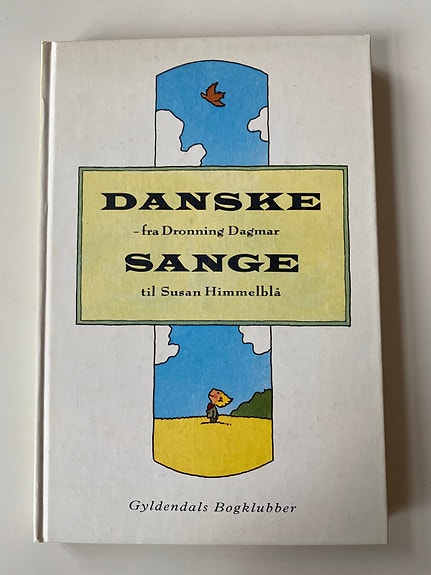 DANSKE
- fra Dronning Dagmar
SANGE
til Susan Himmelblå
Gyldendals Bogklubber